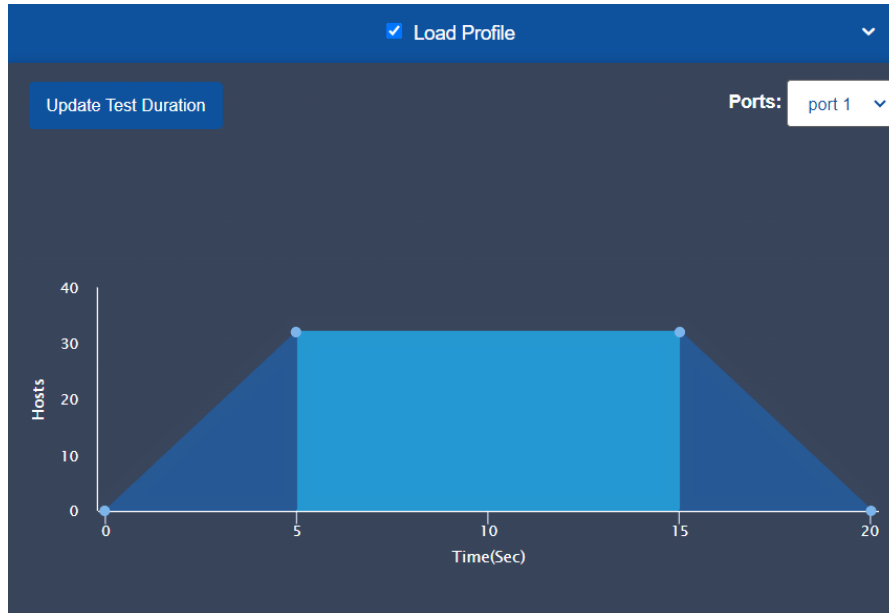 Load Profile
Update Test Duration
Ports:
port 1
40
30
20
10
0
Hosts
0
5
10
15
20
Time(Sec)